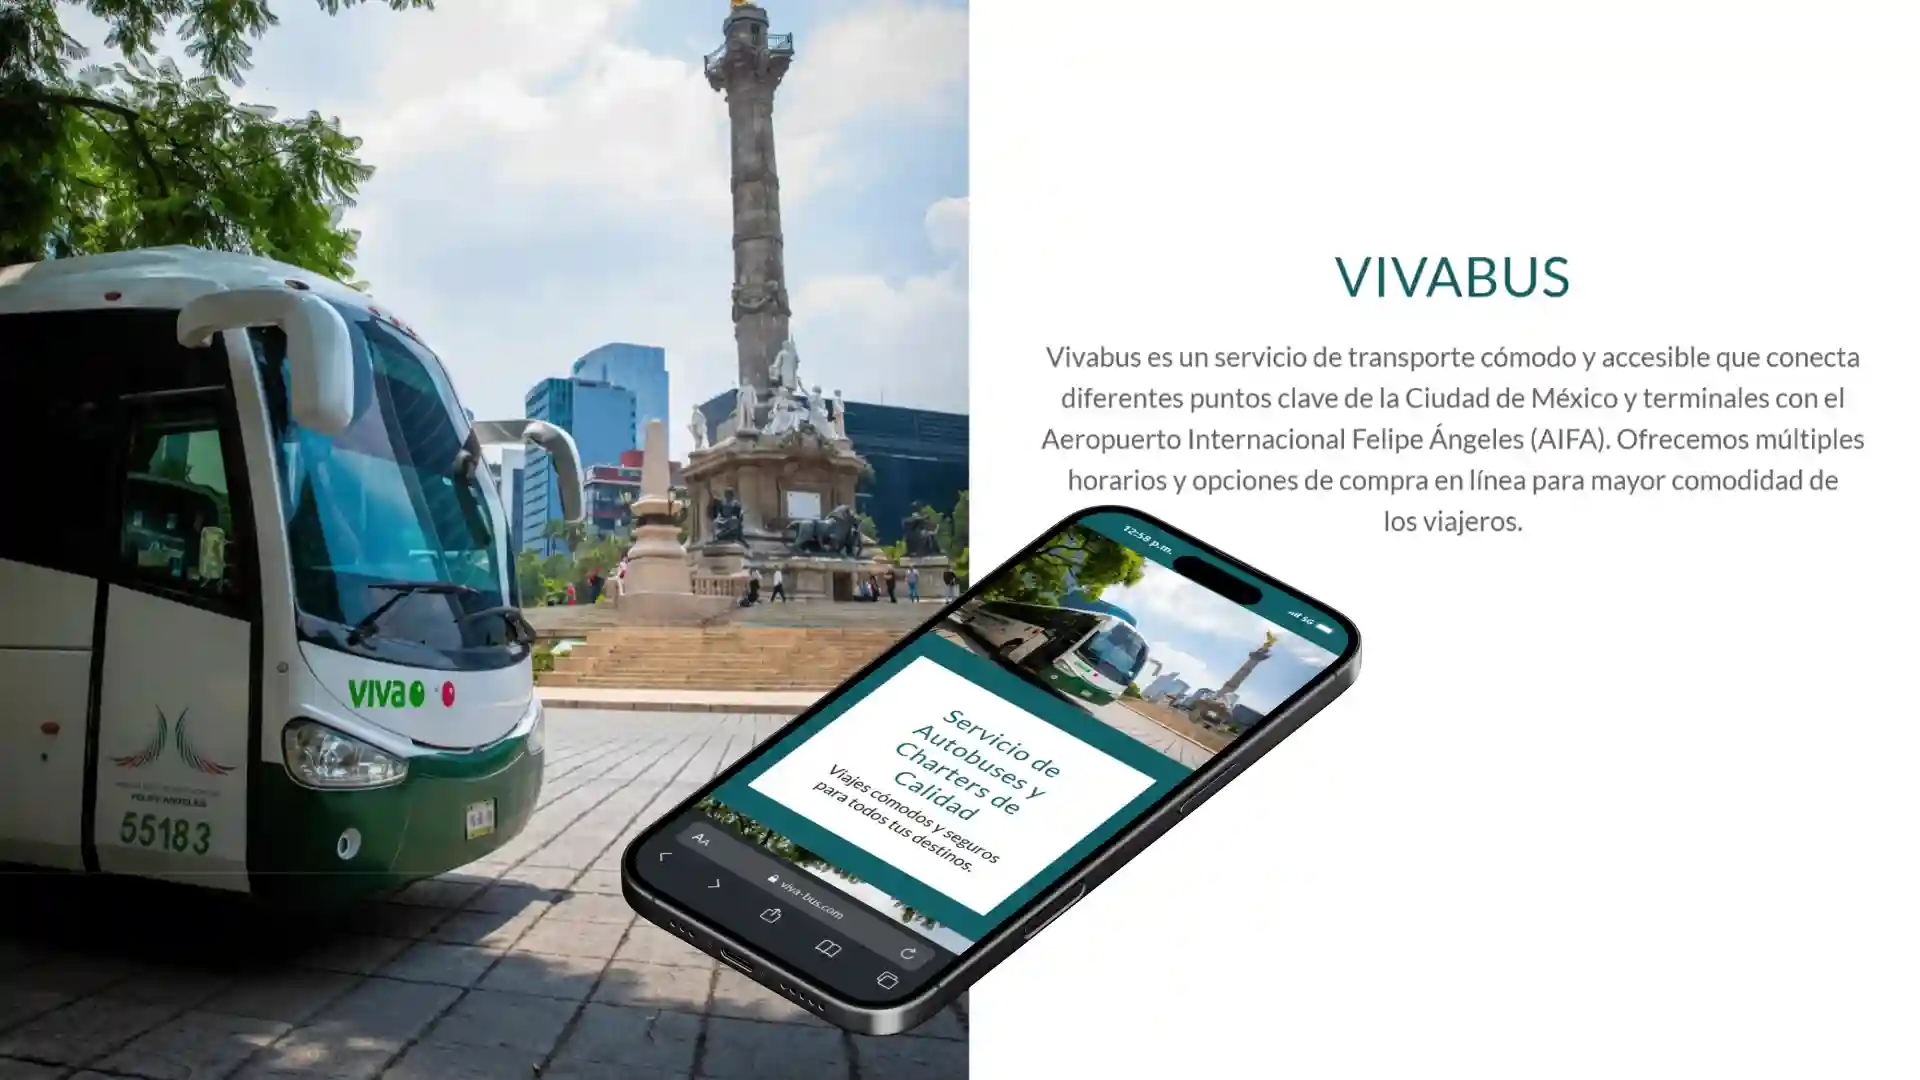 VIVABUS
Vivabus es un servicio de transporte cómodo y accesible que conecta
diferentes puntos clave de la Ciudad de México y terminales con el
Aeropuerto Internacional Felipe Ángeles (AIFA). Ofrecemos múltiples
horarios y opciones de compra en línea para mayor comodidad de
los viajeros.
viva
FELIPE ÁNGELES
55183
12:58 p.m.
5G
Servicio de
Autobuses y
Charters de
Calidad
Viajes cómodos y seguros
para todos tus destinos.
AA
viva-bus.com